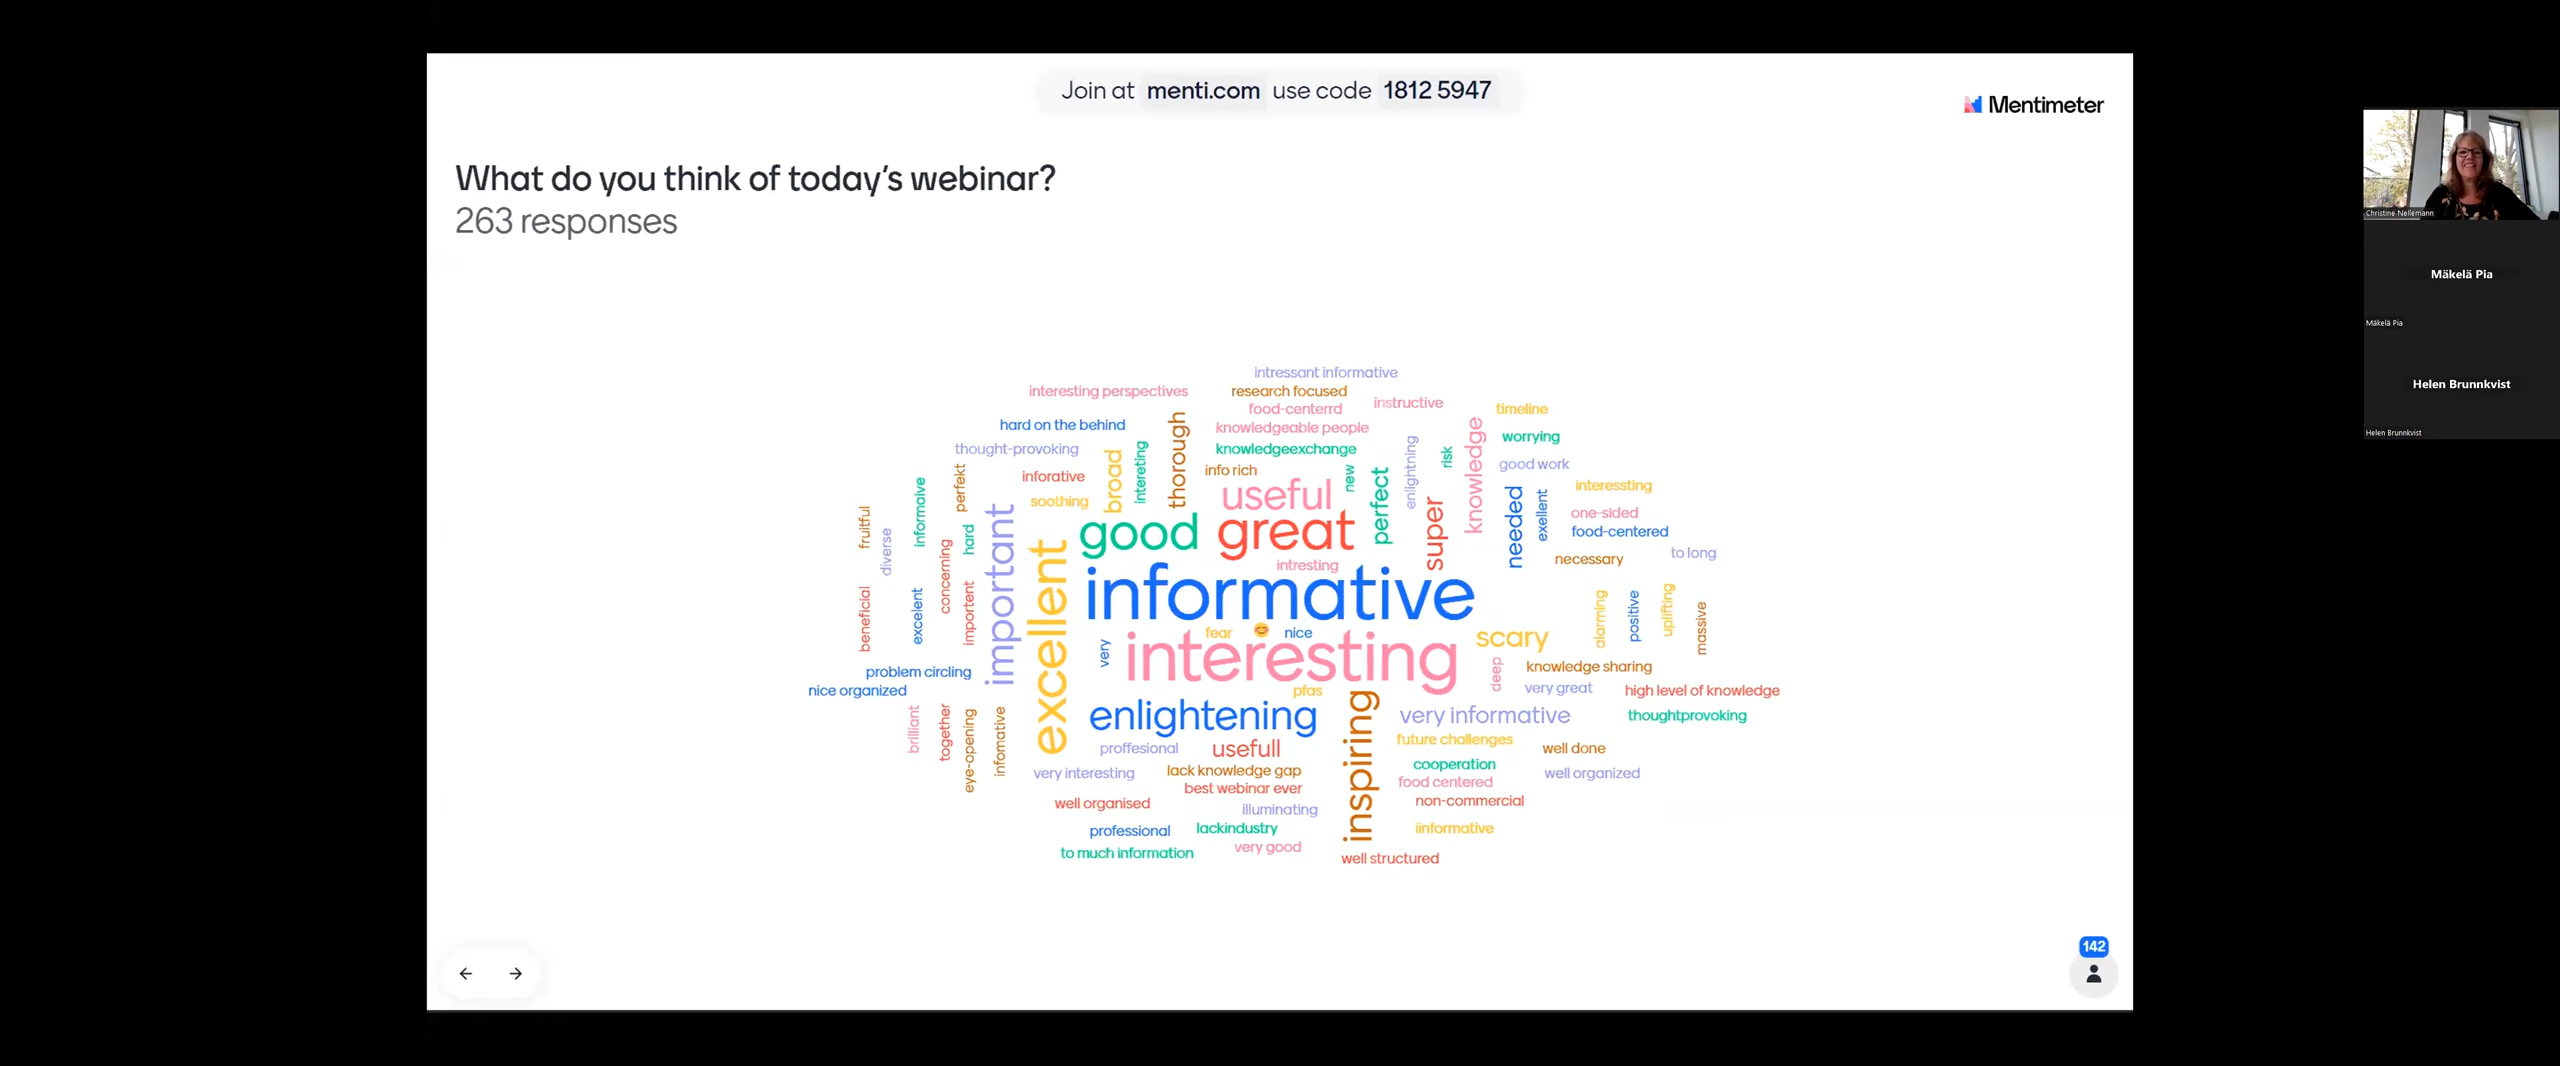 Join at menti.com use code 1812 5947
Mentimeter
What do you think of today's webinar?
263 responses
intressant informative
interesting perspectives
research focused
food-centerrd
instructive
timeline
hard on the behind
knowledgeable people
worrying
thought-provoking
knowledgeexchange
good work
inforative
info rich
interessting
soothing
broad
intereting
thorough
new
perfect
enlightning
risk
knowledge
useful
perfekt
informaive
fruitful
diverse
hard
concerning
important
excellent
good
great
super
needed
exellent
one-sided
food-centered
to long
necessary
intresting
informative
beneficial
excelent
importent
alarming
positive
uplifting
massive
fear
😊
nice
very
interesting
scary
deep
knowledge sharing
problem circling
very great
high level of knowledge
nice organized
pfas
enlightening
inspiring
very informative
thoughtprovoking
brilliant
together
eye-opening
infomative
proffesional
usefull
future challenges
well done
very interesting
lack knowledge gap
cooperation
well organized
best webinar ever
food centered
well organised
illuminating
non-commercial
professional
lackindustry
iinformative
to much information
very good
well structured
142
Christine Nellemann
Mäkelä Pia
Mäkelä Pia
Helen Brunnkvist
Helen Brunnkvist